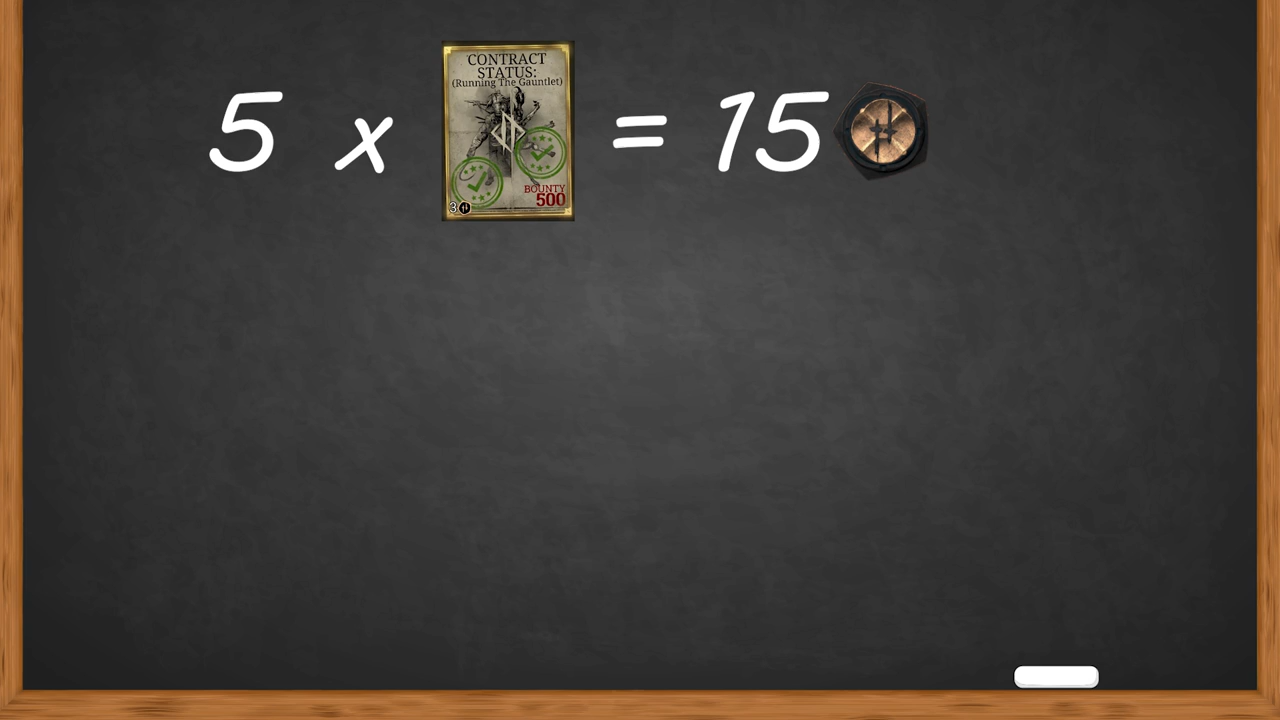 5 x = 15
CONTRACT
STATUS:
(Running The Gauntlet)
BOUNTY
500
3